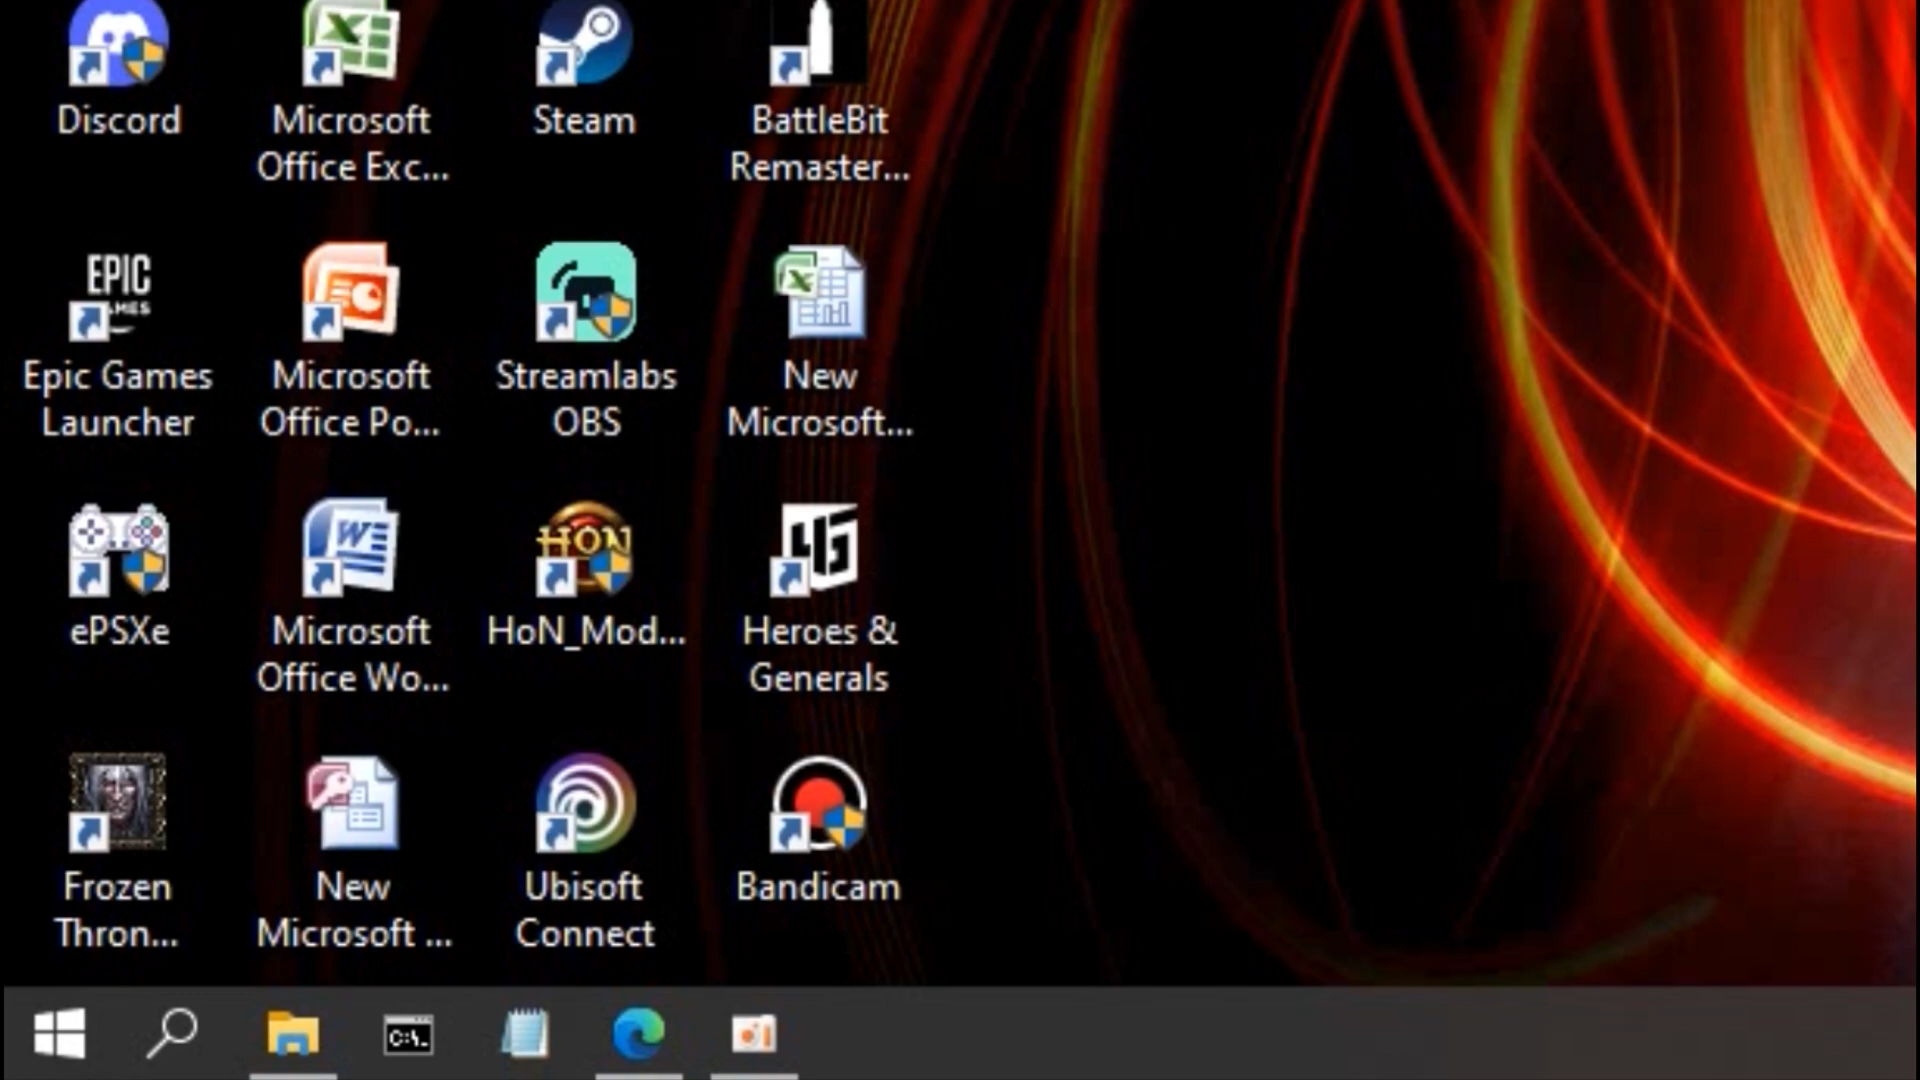 Discord
Microsoft
Office Exc...
Steam
BattleBit
Remaster...
EPIC
Epic Games
Launcher
Microsoft
Office Po...
Streamlabs
OBS
New
Microsoft...
ePSXe
Microsoft
Office Wo...
HON
HoN_Mod...
Heroes &
Generals
Frozen
Thron...
New
Microsoft ...
Ubisoft
Connect
Bandicam
C:\_